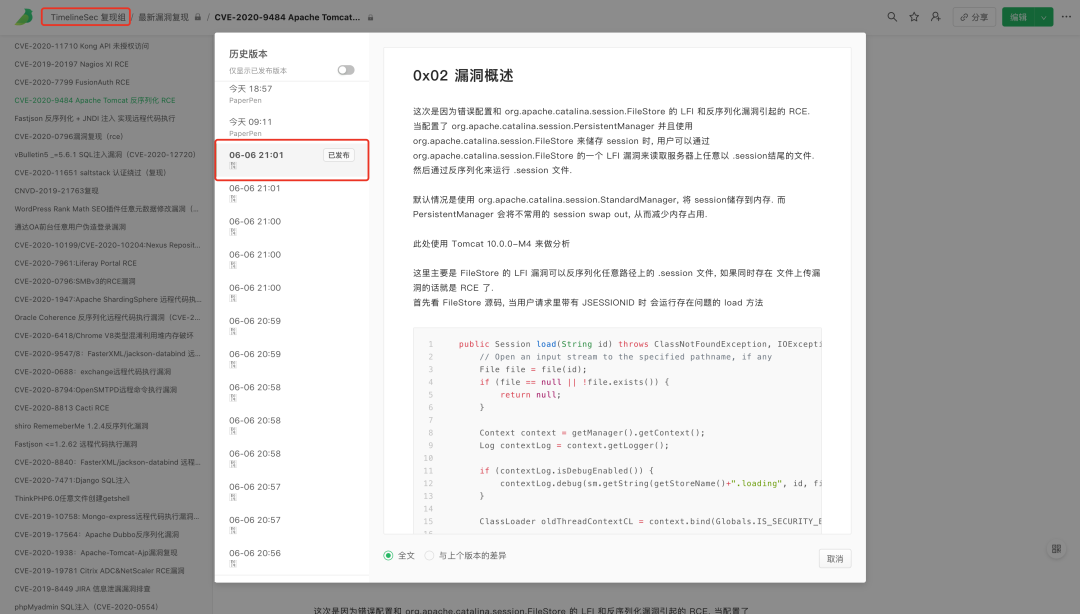 TimelineSec 复现组 / 最新漏洞复现 / CVE-2020-9484 Apache Tomcat...
分享
编辑
CVE-2020-11710 Kong API 未授权访问
CVE-2019-20197 Nagios XI RCE
CVE-2020-7799 FusionAuth RCE
CVE-2020-9484 Apache Tomcat 反序列化 RCE
Fastjson 反序列化 + JNDI 注入 实现远程代码执行
CVE-2020-0796漏洞复现（rce）
vBulletin5 _=5.6.1 SQL注入漏洞（CVE-2020-12720）
CVE-2020-11651 saltstack 认证绕过（复现）
CNVD-2019-21763复现
WordPress Rank Math SEO插件任意元数据修改漏洞（...
通达OA前台任意用户伪造登录漏洞
CVE-2020-10199/CVE-2020-10204:Nexus Reposit...
CVE-2020-7961:Liferay Portal RCE
CVE-2020-0796:SMBv3的RCE漏洞
CVE-2020-1947:Apache ShardingSphere 远程代码执...
Oracle Coherence 反序列化远程代码执行漏洞（CVE-2...
CVE-2020-6418/Chrome V8类型混淆利用堆内存破坏
CVE-2020-9547/8：FasterXML/jackson-databind 远...
CVE-2020-0688：exchange远程代码执行漏洞
CVE-2020-8794:OpenSMTPD远程命令执行漏洞
CVE-2020-8813 Cacti RCE
shiro RememeberMe 1.2.4反序列化漏洞
Fastjson <=1.2.62 远程代码执行漏洞
CVE-2020-8840：FasterXML/jackson-databind 远程...
CVE-2020-7471:Django SQL注入
ThinkPHP6.0任意文件创建getshell
CVE-2019-10758: Mongo-express远程代码执行漏洞...
CVE-2019-17564：Apache Dubbo反序列化漏洞
CVE-2020-1938：Apache-Tomcat-Ajp漏洞复现
CVE-2019-19781 Citrix ADC&NetScaler RCE漏洞
CVE-2019-8449 JIRA 信息泄漏漏洞排查
phpMyadmin SQL注入（CVE-2020-0554）
历史版本
仅显示已发布版本
今天 18:57
PaperPen
今天 09:11
PaperPen
06-06 21:01
已发布
06-06 21:01
06-06 21:00
06-06 21:00
06-06 21:00
06-06 20:59
06-06 20:59
06-06 20:58
06-06 20:58
06-06 20:58
06-06 20:57
06-06 20:57
06-06 20:56
0x02 漏洞概述
这次是因为错误配置和 org.apache.catalina.session.FileStore 的 LFI 和反序列化漏洞引起的 RCE.
当配置了 org.apache.catalina.session.PersistentManager 并且使用
org.apache.catalina.session.FileStore 来储存 session 时, 用户可以通过
org.apache.catalina.session.FileStore 的一个 LFI 漏洞来读取服务器上任意以 .session结尾的文件.
然后通过反序列化来运行 .session 文件.
默认情况是使用 org.apache.catalina.session.StandardManager, 将 session储存到内存. 而
PersistentManager 会将不常用的 session swap out, 从而减少内存占用.
此处使用 Tomcat 10.0.0-M4 来做分析
这里主要是 FileStore 的 LFI 漏洞可以反序列化任意路径上的 .session 文件, 如果同时存在 文件上传漏
洞的话就是 RCE 了.
首先看 FileStore 源码, 当用户请求里带有 JSESSIONID 时 会运行存在问题的 load 方法
1 public Session load(String id) throws ClassNotFoundException, IOExcepti
2 // Open an input stream to the specified pathname, if any
3 File file = file(id);
4 if (file == null || !file.exists()) {
5 return null;
6 }
7
8 Context context = getManager().getContext();
9 Log contextLog = context.getLogger();
10
11 if (contextLog.isDebugEnabled()) {
12 contextLog.debug(sm.getString(getStoreName()+".loading", id, fi
13 }
14
15 ClassLoader oldThreadContextCL = context.bind(Globals.IS_SECURITY_E
全文
与上个版本的差异
取消
这次是因为错误配置和 org.apache.catalina.session.FileStore 的 LFI 和反序列化漏洞引起的 RCE. 当配置了